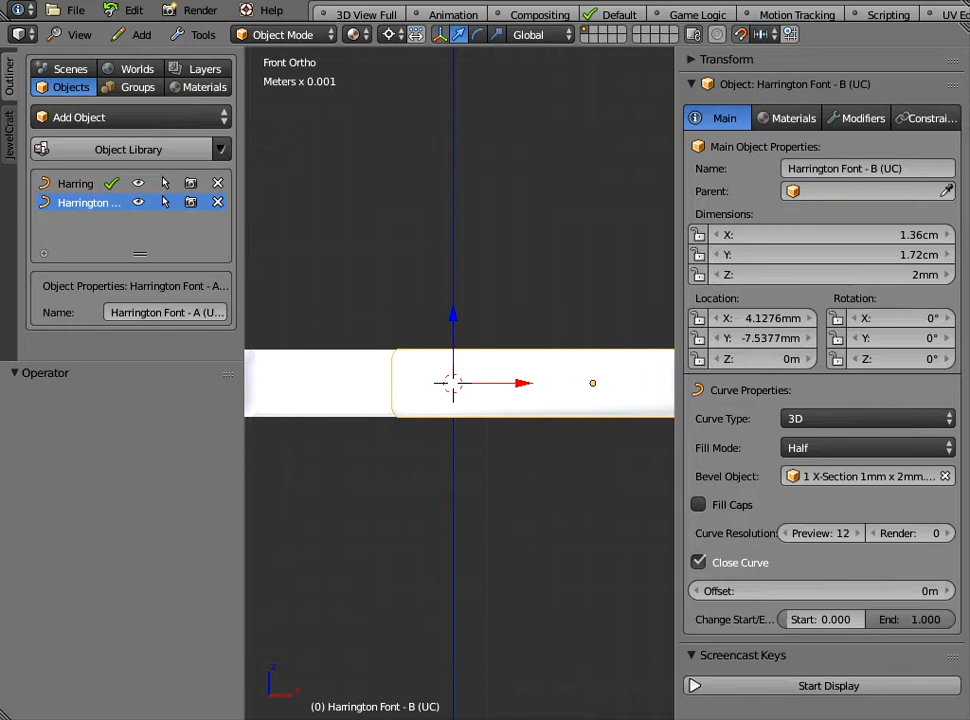 File Edit Render Help 3D View Full Animation Compositing Default Game Logic Motion Tracking Scripting UV Ed
View Add Tools Object Mode Global
Outliner
JewelCraft
Scenes Worlds Layers
Objects Groups Materials
Add Object
Object Library
Harring
Harrington ...
Object Properties: Harrington Font - A...
Name: Harrington Font - A (U...
Operator
Front Ortho
Meters x 0.001
(0) Harrington Font - B (UC)
Transform
Object: Harrington Font - B (UC)
Main Materials Modifiers Constrai...
Main Object Properties:
Name: Harrington Font - B (UC)
Parent:
Dimensions:
X: 1.36cm
Y: 1.72cm
Z: 2mm
Location: Rotation:
X: 4.1276mm X: 0°
Y: -7.5377mm Y: 0°
Z: 0m Z: 0°
Curve Properties:
Curve Type: 3D
Fill Mode: Half
Bevel Object: 1 X-Section 1mm x 2mm....
Fill Caps
Curve Resolution: Preview: 12 Render: 0
Close Curve
Offset: 0m
Change Start/E... Start: 0.000 End: 1.000
Screencast Keys
Start Display